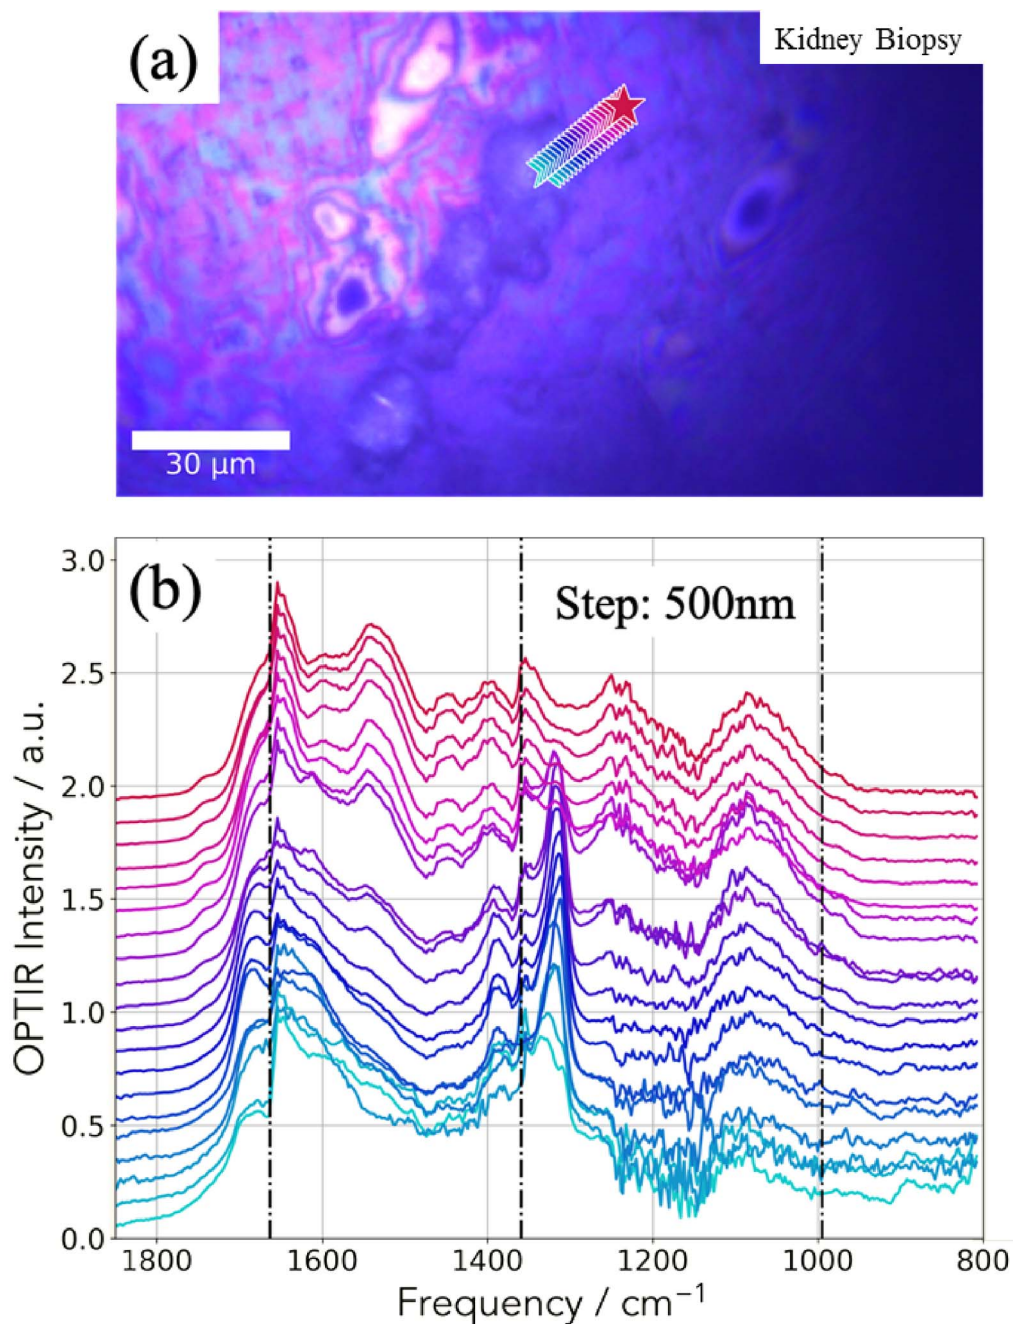 (a)
Kidney Biopsy
30 µm
(b)
Step: 500nm
3.0
2.5
2.0
1.5
1.0
0.5
0.0
1800
1600
1400
1200
1000
800
OPTIR Intensity / a.u.
Frequency / cm⁻¹